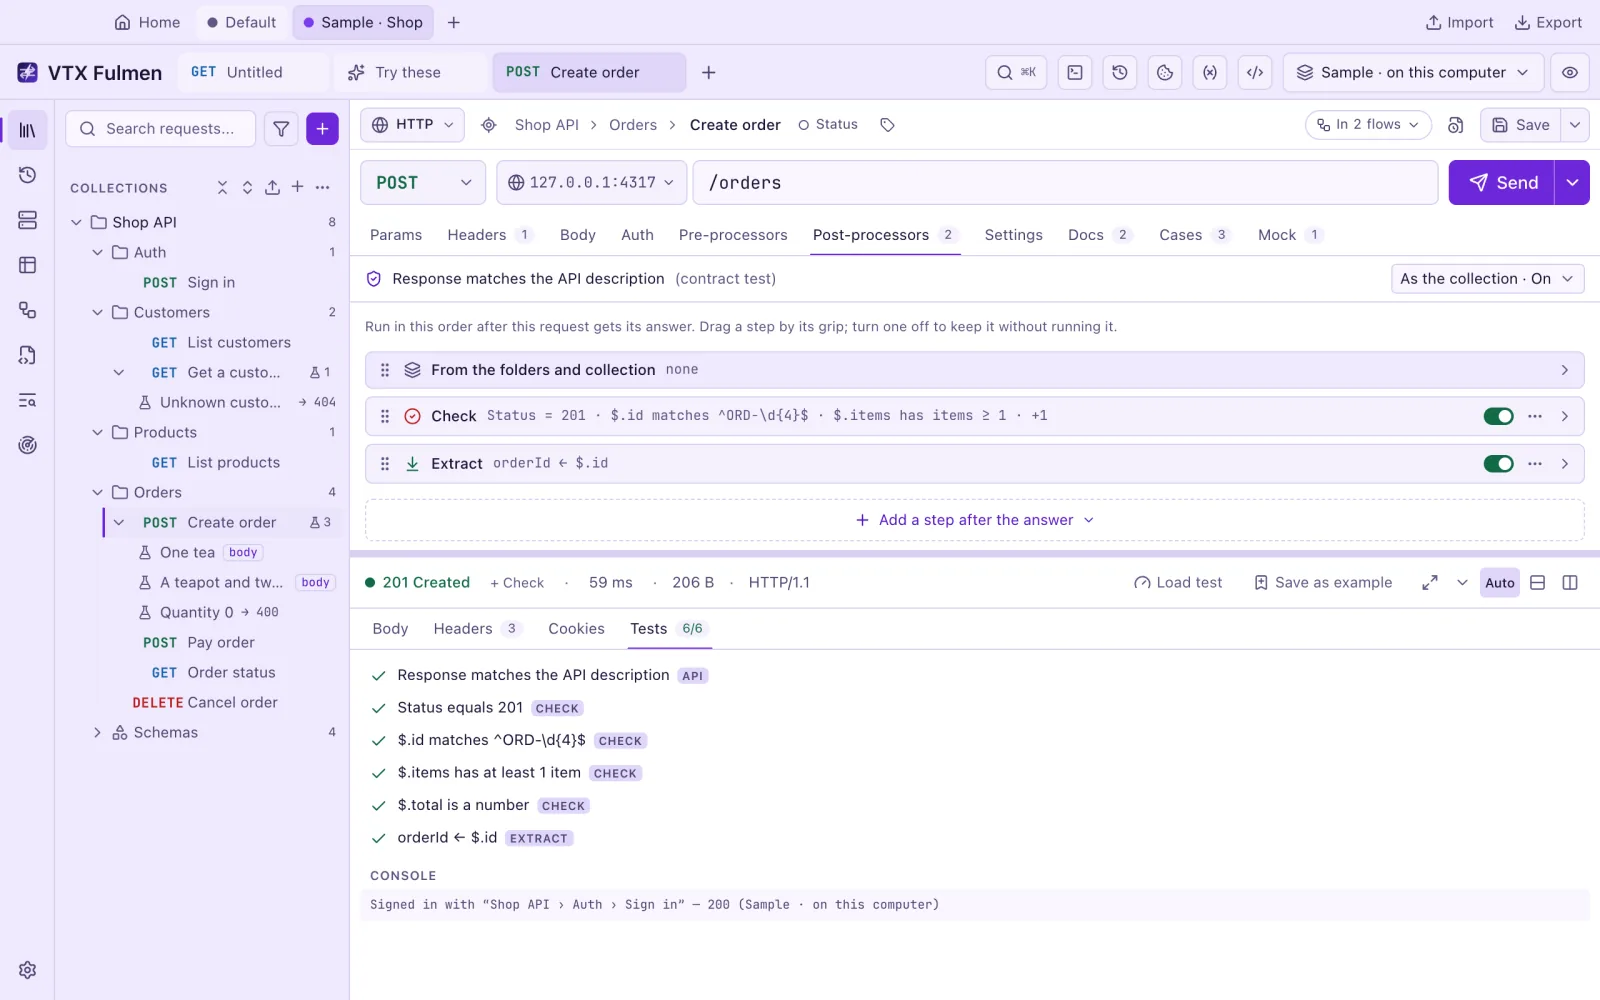 Home
Default
Sample · Shop
Import
Export
VTX Fulmen
GET Untitled
Try these
POST Create order
⌘K
Sample · on this computer
Search requests...
HTTP
Shop API > Orders > Create order
Status
In 2 flows
Save
COLLECTIONS
Shop API 8
Auth 1
POST Sign in
Customers 2
GET List customers
GET Get a custo... 1
Unknown custo... → 404
Products 1
GET List products
Orders 4
POST Create order 3
One tea body
A teapot and tw... body
Quantity 0 → 400
POST Pay order
GET Order status
DELETE Cancel order
Schemas 4
POST
127.0.0.1:4317
/orders
Send
Params
Headers 1
Body
Auth
Pre-processors
Post-processors 2
Settings
Docs 2
Cases 3
Mock 1
Response matches the API description (contract test)
As the collection · On
Run in this order after this request gets its answer. Drag a step by its grip; turn one off to keep it without running it.
From the folders and collection none
Check Status = 201 · $.id matches ^ORD-\d{4}$ · $.items has items ≥ 1 · +1
Extract orderId ← $.id
+ Add a step after the answer
201 Created + Check · 59 ms · 206 B · HTTP/1.1
Load test
Save as example
Auto
Body
Headers 3
Cookies
Tests 6/6
Response matches the API description API
Status equals 201 CHECK
$.id matches ^ORD-\d{4}$ CHECK
$.items has at least 1 item CHECK
$.total is a number CHECK
orderId ← $.id EXTRACT
CONSOLE
Signed in with “Shop API › Auth › Sign in” — 200 (Sample · on this computer)